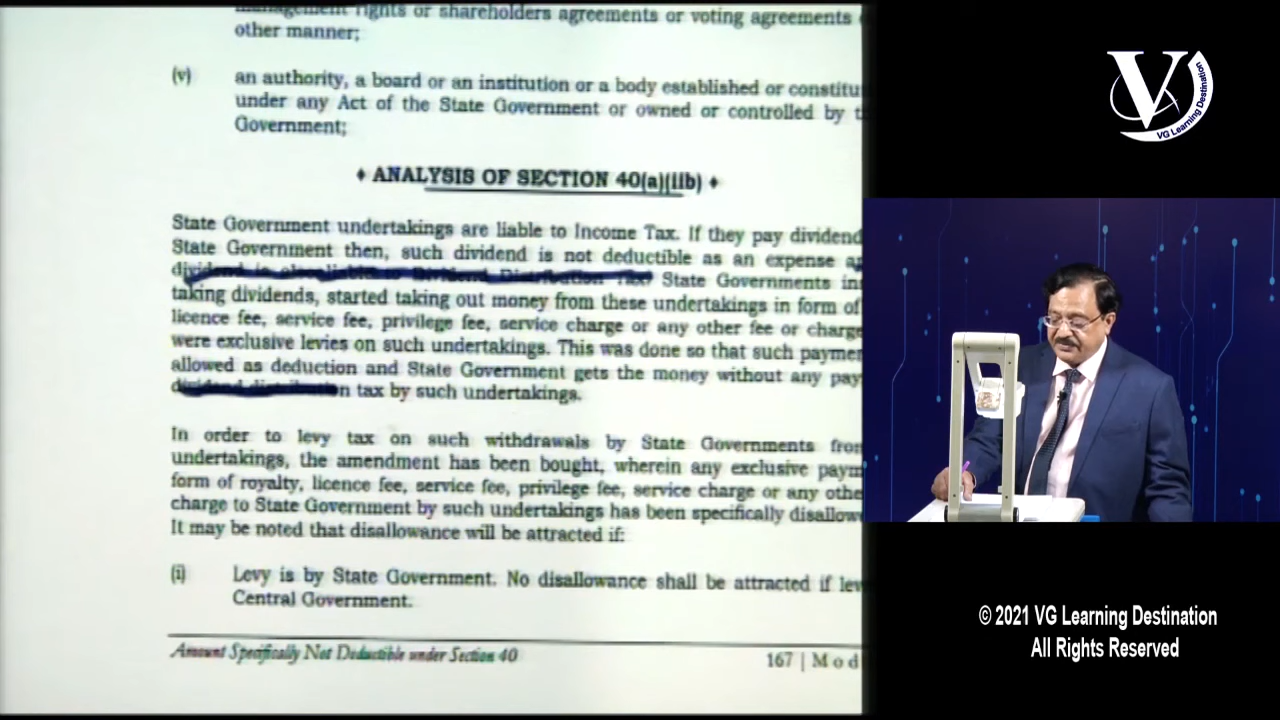 management rights or shareholders agreements or voting agreements
other manner;
(v) an authority, a board or an institution or a body established or constitu
under any Act of the State Government or owned or controlled by t
Government;
♦ ANALYSIS OF SECTION 40(a)(iib) ♦
State Government undertakings are liable to Income Tax. If they pay dividend
State Government then, such dividend is not deductible as an expense a
State Governments in
taking dividends, started taking out money from these undertakings in form of
licence fee, service fee, privilege fee, service charge or any other fee or charge
were exclusive levies on such undertakings. This was done so that such paymen
allowed as deduction and State Government gets the money without any pay
n tax by such undertakings.
In order to levy tax on such withdrawals by State Governments from
undertakings, the amendment has been bought, wherein any exclusive paym
form of royalty, licence fee, service fee, privilege fee, service charge or any othe
charge to State Government by such undertakings has been specifically disallow
It may be noted that disallowance will be attracted if:
(i) Levy is by State Government. No disallowance shall be attracted if lev
Central Government.
Amount Specifically Not Deductible under Section 40
167 | M o d
V
VG Learning Destination
© 2021 VG Learning Destination
All Rights Reserved